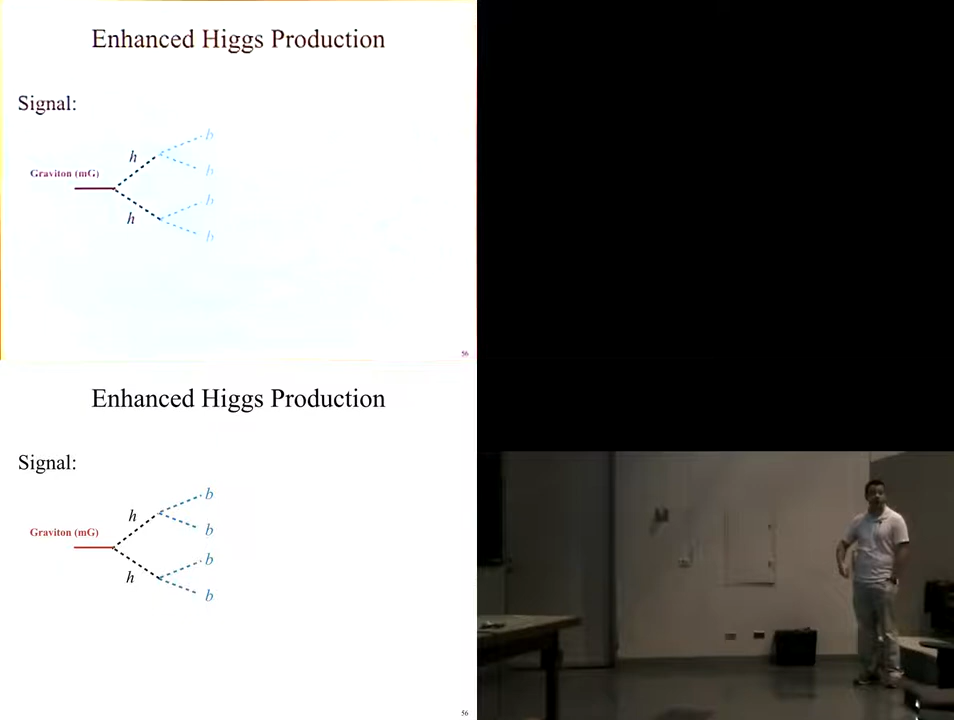 Enhanced Higgs Production
Signal:
b
h
Graviton (mG)
b
b
h
b
56
Enhanced Higgs Production
Signal:
b
h
Graviton (mG)
b
b
h
b
56